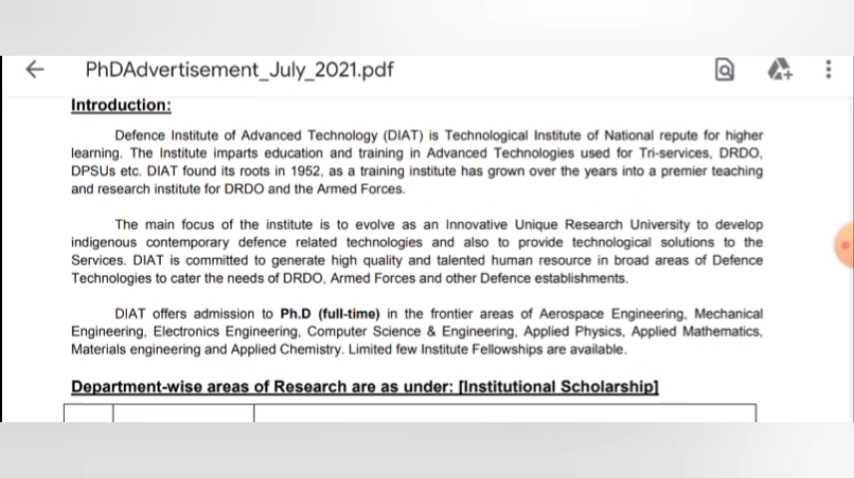 PhDAdvertisement_July_2021.pdf
Introduction:
Defence Institute of Advanced Technology (DIAT) is Technological Institute of National repute for higher
learning. The Institute imparts education and training in Advanced Technologies used for Tri-services, DRDO,
DPSUs etc. DIAT found its roots in 1952, as a training institute has grown over the years into a premier teaching
and research institute for DRDO and the Armed Forces.
The main focus of the institute is to evolve as an Innovative Unique Research University to develop
indigenous contemporary defence related technologies and also to provide technological solutions to the
Services. DIAT is committed to generate high quality and talented human resource in broad areas of Defence
Technologies to cater the needs of DRDO, Armed Forces and other Defence establishments.
DIAT offers admission to Ph.D (full-time) in the frontier areas of Aerospace Engineering, Mechanical
Engineering, Electronics Engineering, Computer Science & Engineering, Applied Physics, Applied Mathematics,
Materials engineering and Applied Chemistry. Limited few Institute Fellowships are available.
Department-wise areas of Research are as under: [Institutional Scholarship]